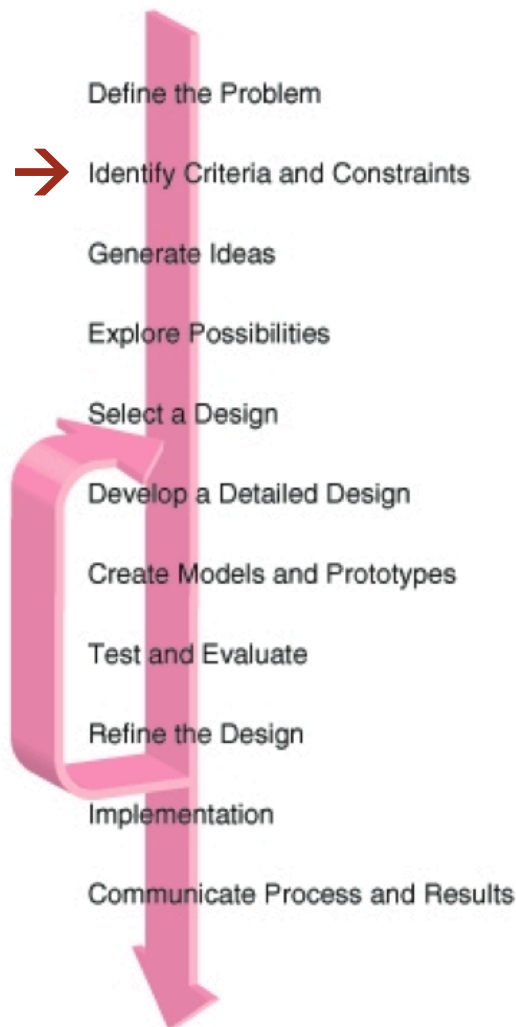 Define the Problem
Identify Criteria and Constraints
Generate Ideas
Explore Possibilities
Select a Design
Develop a Detailed Design
Create Models and Prototypes
Test and Evaluate
Refine the Design
Implementation
Communicate Process and Results